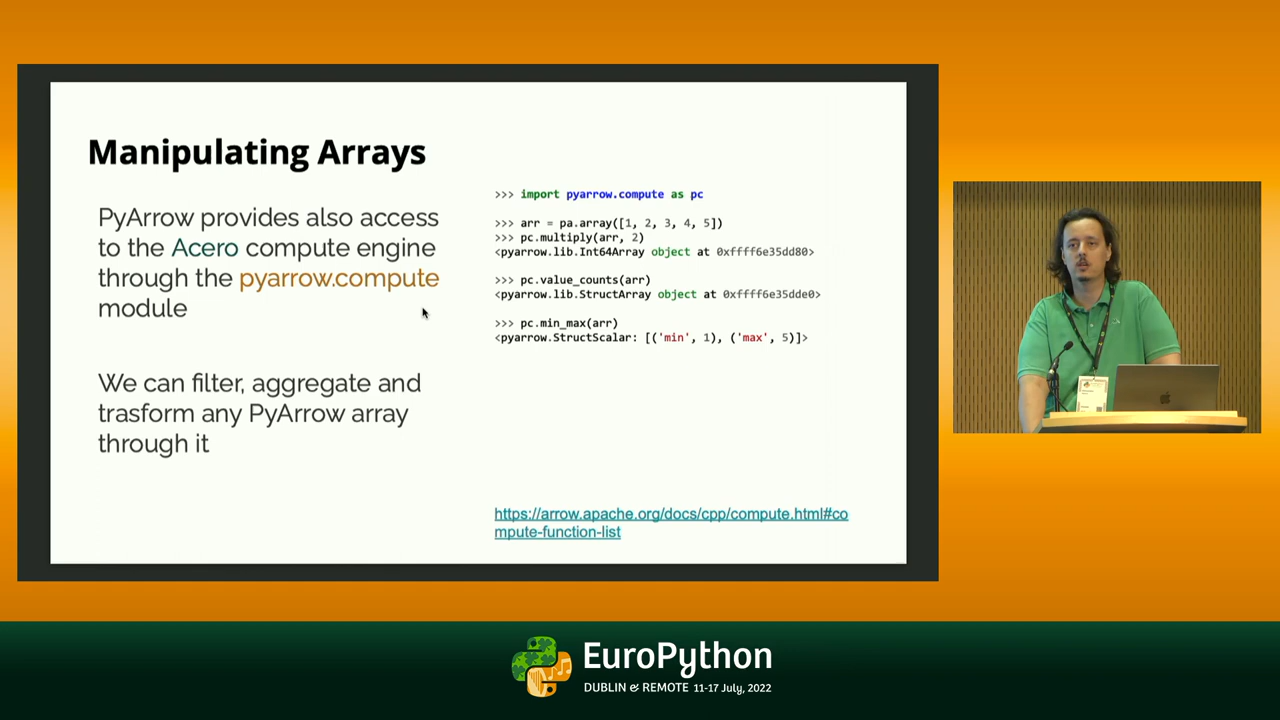 Manipulating Arrays
PyArrow provides also access
to the Acero compute engine
through the pyarrow.compute
module
We can filter, aggregate and
trasform any PyArrow array
through it
>>> import pyarrow.compute as pc
>>> arr = pa.array([1, 2, 3, 4, 5])
>>> pc.multiply(arr, 2)
<pyarrow.lib.Int64Array object at 0xffff6e35dd80>
>>> pc.value_counts(arr)
<pyarrow.lib.StructArray object at 0xffff6e35dde0>
>>> pc.min_max(arr)
<pyarrow.StructScalar: [('min', 1), ('max', 5)]>
https://arrow.apache.org/docs/cpp/compute.html#co
mpute-function-list
EuroPython
DUBLIN & REMOTE 11-17 July, 2022